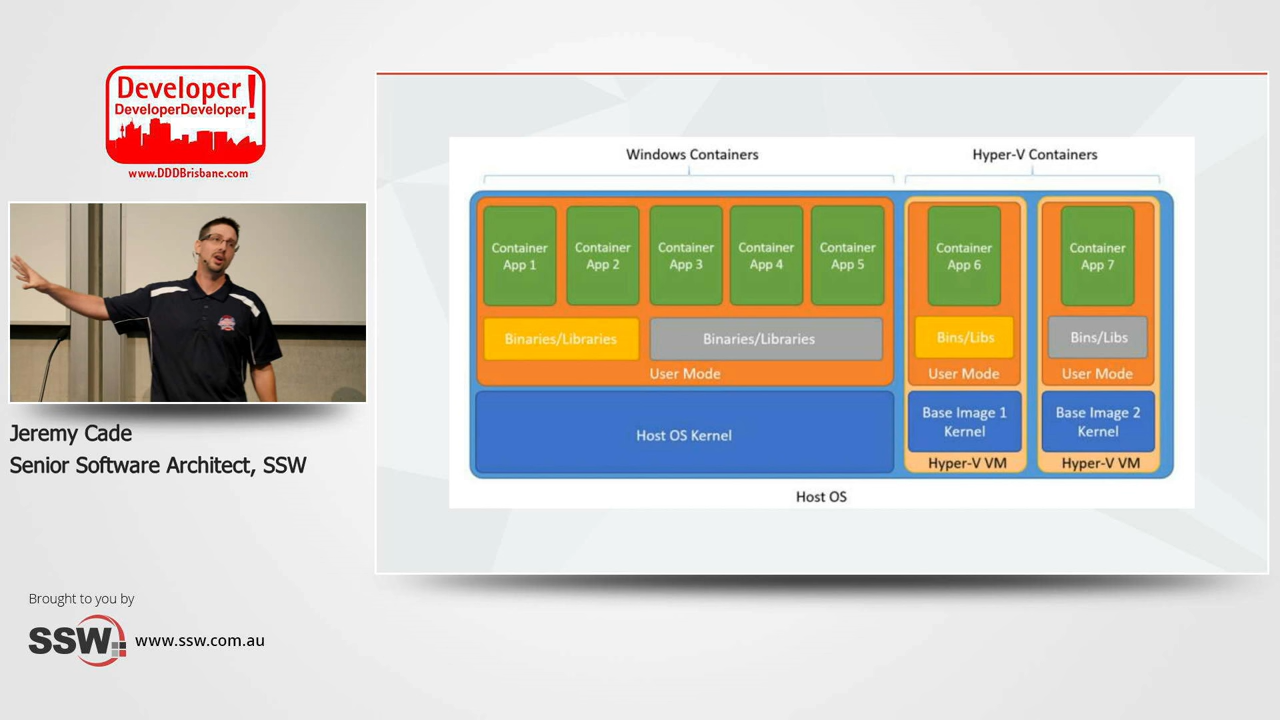 Developer!
DeveloperDeveloper
www.DDDBrisbane.com
Jeremy Cade
Senior Software Architect, SSW
Brought to you by
SSW www.ssw.com.au
Windows Containers
Hyper-V Containers
Container
App 1
Container
App 2
Container
App 3
Container
App 4
Container
App 5
Container
App 6
Container
App 7
Binaries/Libraries
Binaries/Libraries
Bins/Libs
Bins/Libs
User Mode
User Mode
User Mode
Host OS Kernel
Base Image 1
Kernel
Base Image 2
Kernel
Hyper-V VM
Hyper-V VM
Host OS